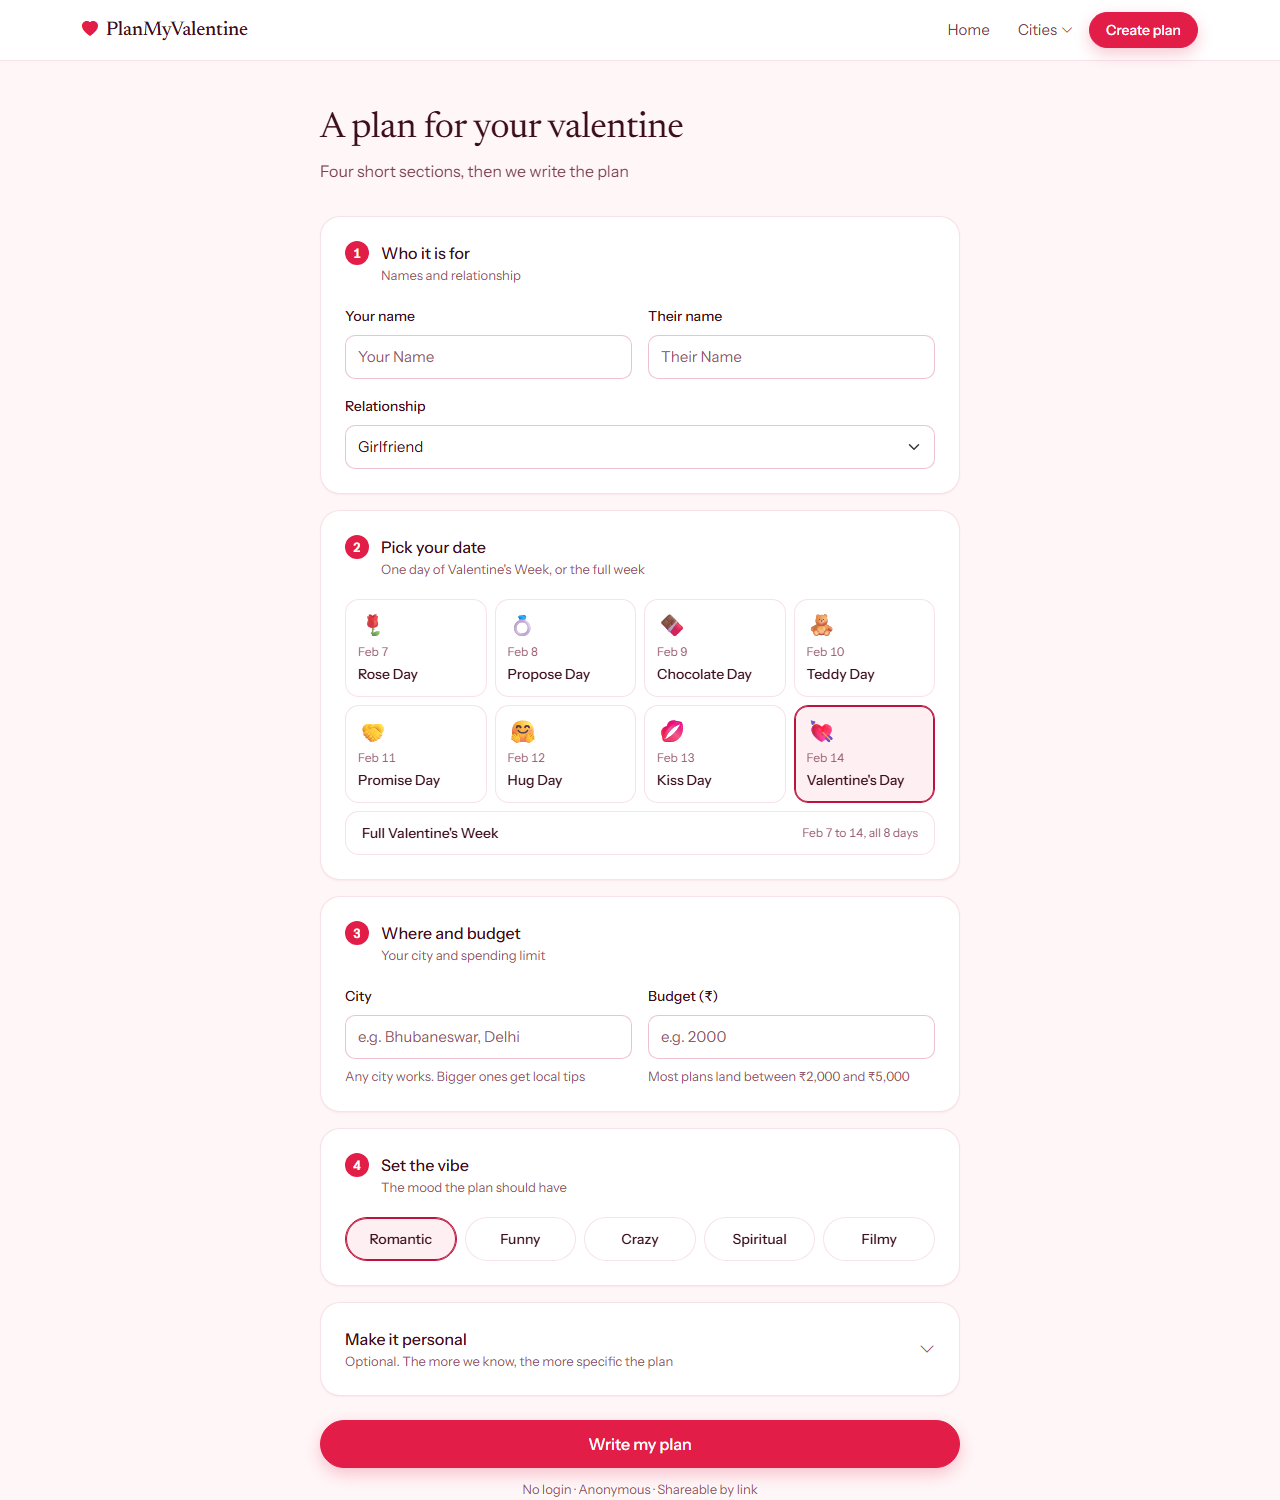 PlanMyValentine
Home Cities Create plan
A plan for your valentine
Four short sections, then we write the plan
1 Who it is for
Names and relationship
Your name Their name
Your Name Their Name
Relationship
Girlfriend
2 Pick your date
One day of Valentine's Week, or the full week
Feb 7 Feb 8 Feb 9 Feb 10
Rose Day Propose Day Chocolate Day Teddy Day
Feb 11 Feb 12 Feb 13 Feb 14
Promise Day Hug Day Kiss Day Valentine's Day
Full Valentine's Week Feb 7 to 14, all 8 days
3 Where and budget
Your city and spending limit
City Budget (₹)
e.g. Bhubaneswar, Delhi e.g. 2000
Any city works. Bigger ones get local tips Most plans land between ₹2,000 and ₹5,000
4 Set the vibe
The mood the plan should have
Romantic Funny Crazy Spiritual Filmy
Make it personal
Optional. The more we know, the more specific the plan
Write my plan
No login · Anonymous · Shareable by link